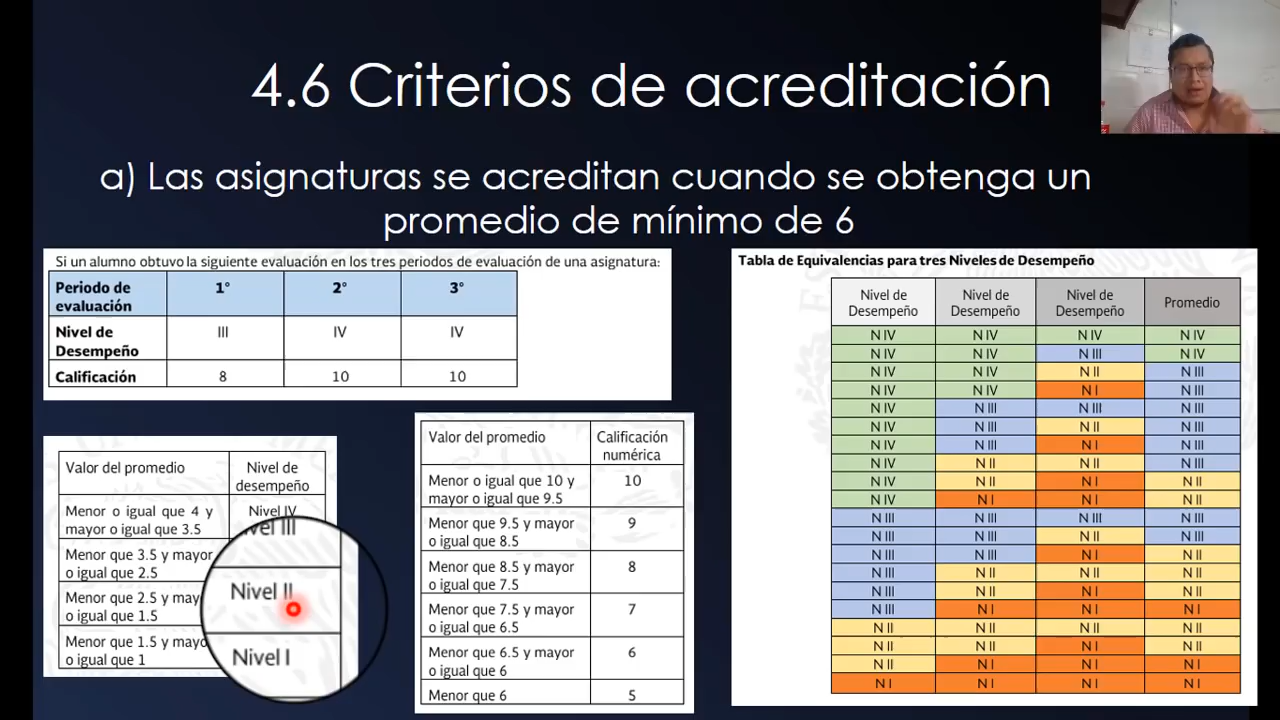 4.6 Criterios de acreditación
a) Las asignaturas se acreditan cuando se obtenga un
promedio de mínimo de 6
Si un alumno obtuvo la siguiente evaluación en los tres periodos de evaluación de una asignatura:
Periodo de evaluación 1° 2° 3°
Nivel de Desempeño III IV IV
Calificación 8 10 10
Valor del promedio Nivel de desempeño
Menor o igual que 4 y mayor o igual que 3.5 Nivel IV
Menor que 3.5 y mayor o igual que 2.5 vel III
Menor que 2.5 y may o igual que 1.5 Nivel II
Menor que 1.5 y mayo o igual que 1 Nivel I
Valor del promedio Calificación numérica
Menor o igual que 10 y mayor o igual que 9.5 10
Menor que 9.5 y mayor o igual que 8.5 9
Menor que 8.5 y mayor o igual que 7.5 8
Menor que 7.5 y mayor o igual que 6.5 7
Menor que 6.5 y mayor o igual que 6 6
Menor que 6 5
Tabla de Equivalencias para tres Niveles de Desempeño
Nivel de Desempeño Nivel de Desempeño Nivel de Desempeño Promedio
N IV N IV N IV N IV
N IV N IV N III N IV
N IV N IV N II N III
N IV N IV N I N III
N IV N III N III N III
N IV N III N II N III
N IV N III N I N III
N IV N II N II N III
N IV N II N I N II
N IV N I N I N II
N III N III N III N III
N III N III N II N III
N III N III N I N II
N III N II N II N II
N III N II N I N II
N III N I N I N I
N II N II N II N II
N II N II N I N II
N II N I N I N I
N I N I N I N I